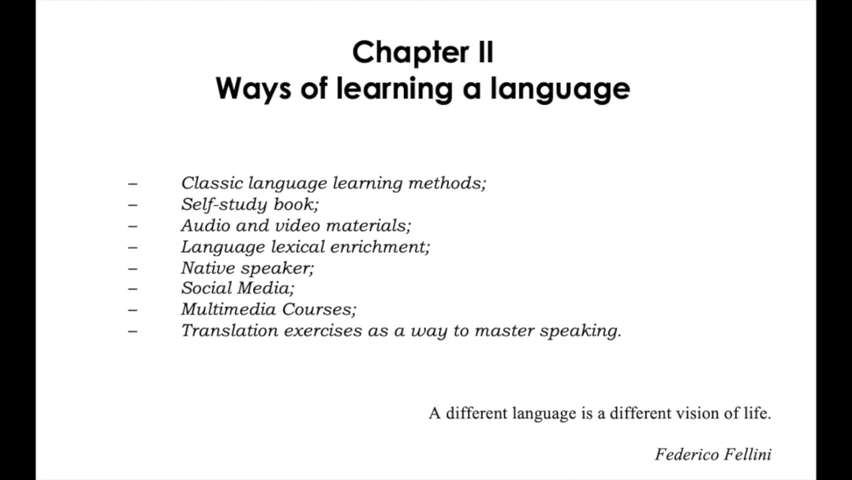 Chapter II
Ways of learning a language
– Classic language learning methods;
– Self-study book;
– Audio and video materials;
– Language lexical enrichment;
– Native speaker;
– Social Media;
– Multimedia Courses;
– Translation exercises as a way to master speaking.
A different language is a different vision of life.
Federico Fellini